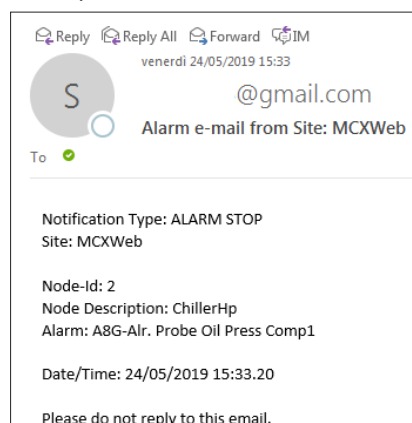 Reply Reply All Forward IM
venerdì 24/05/2019 15:33
S
@gmail.com
Alarm e-mail from Site: MCXWeb
To
Notification Type: ALARM STOP
Site: MCXWeb
Node-Id: 2
Node Description: ChillerHp
Alarm: A8G-Alr. Probe Oil Press Comp1
Date/Time: 24/05/2019 15:33.20
Please do not reply to this email.